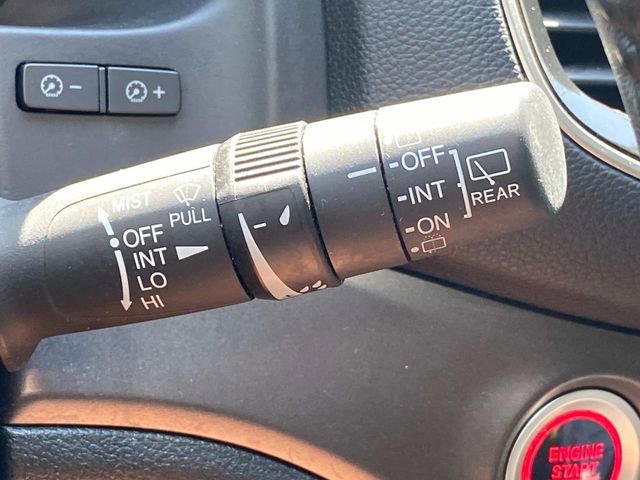 - +
MIST
PULL
OFF
INT
LO
HI
OFF
INT
ON
REAR
ENGINE
START